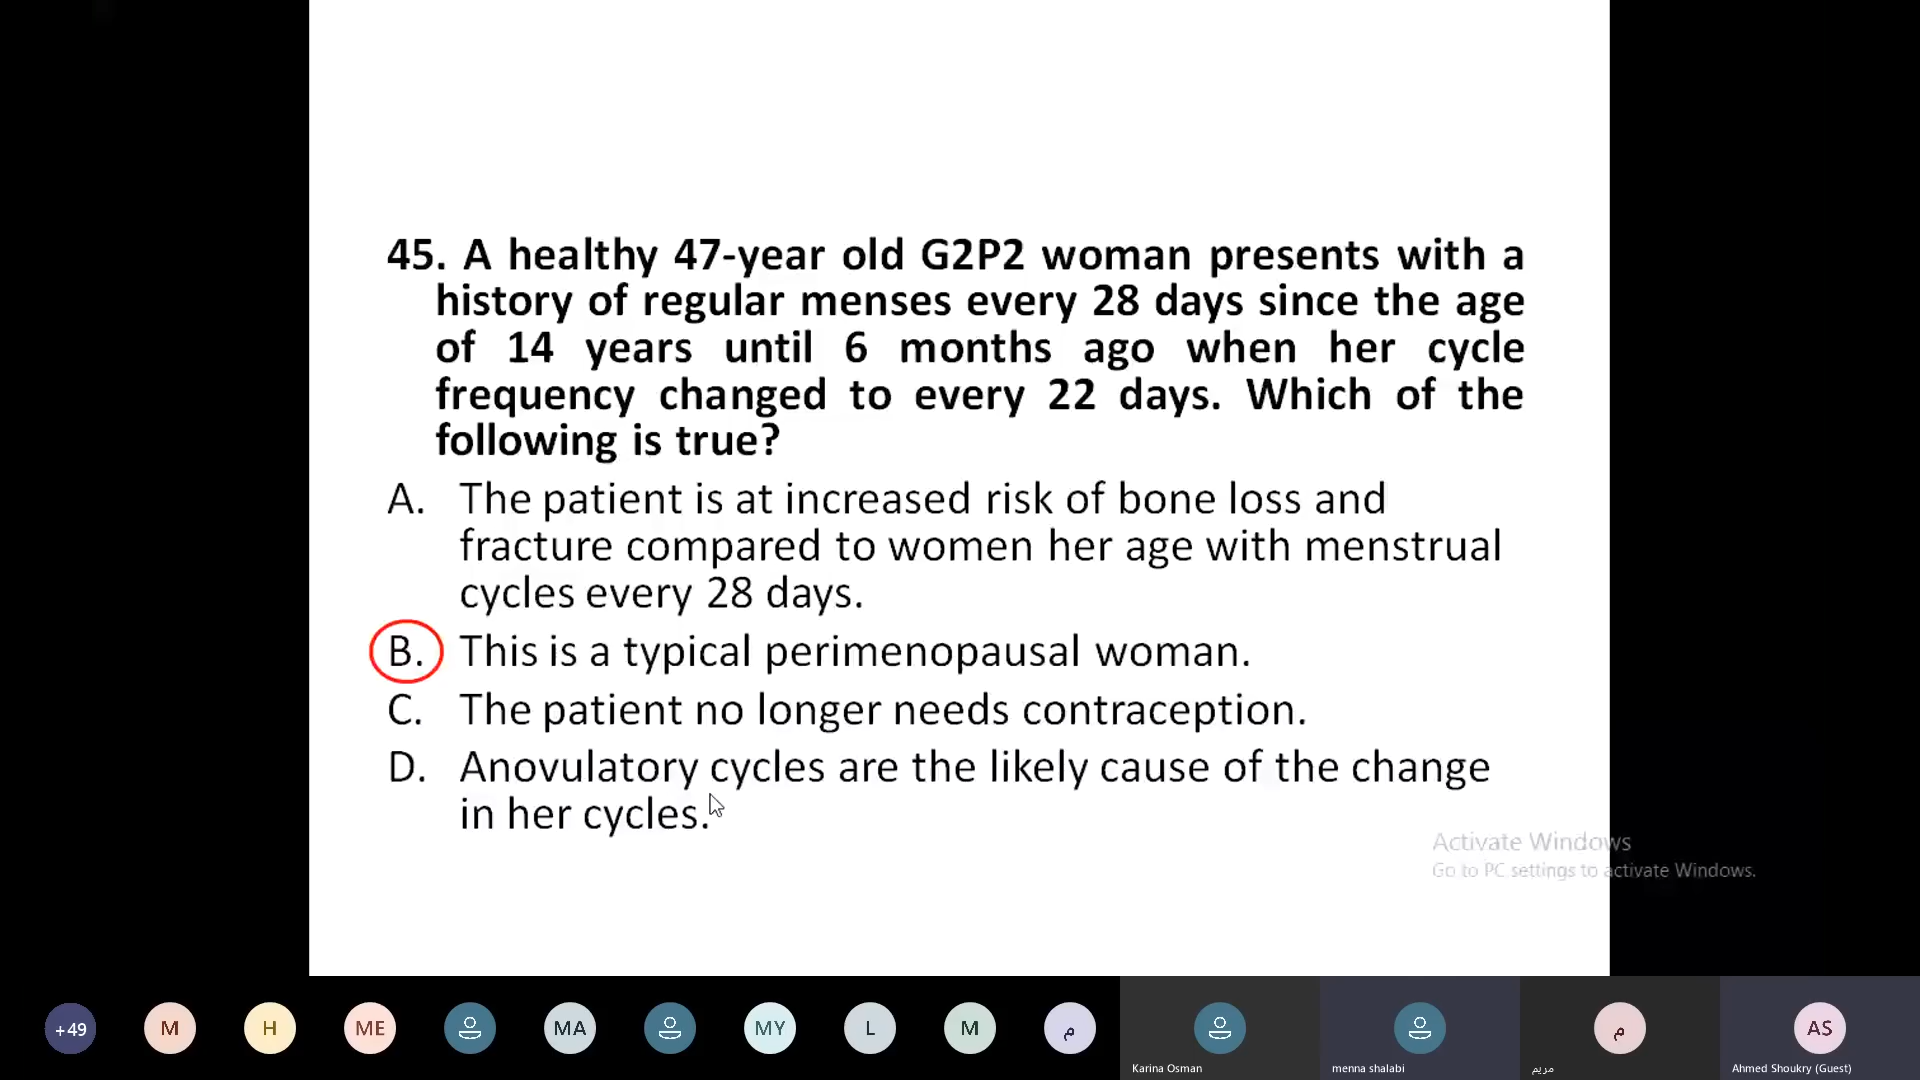 45. A healthy 47-year old G2P2 woman presents with a
history of regular menses every 28 days since the age
of 14 years until 6 months ago when her cycle
frequency changed to every 22 days. Which of the
following is true?
A. The patient is at increased risk of bone loss and
fracture compared to women her age with menstrual
cycles every 28 days.
B. This is a typical perimenopausal woman.
C. The patient no longer needs contraception.
D. Anovulatory cycles are the likely cause of the change
in her cycles.
Activate Windows
Go to PC settings to activate Windows.
+49 M H ME MA MY L M م م AS
Karina Osman menna shalabi مريم Ahmed Shoukry (Guest)